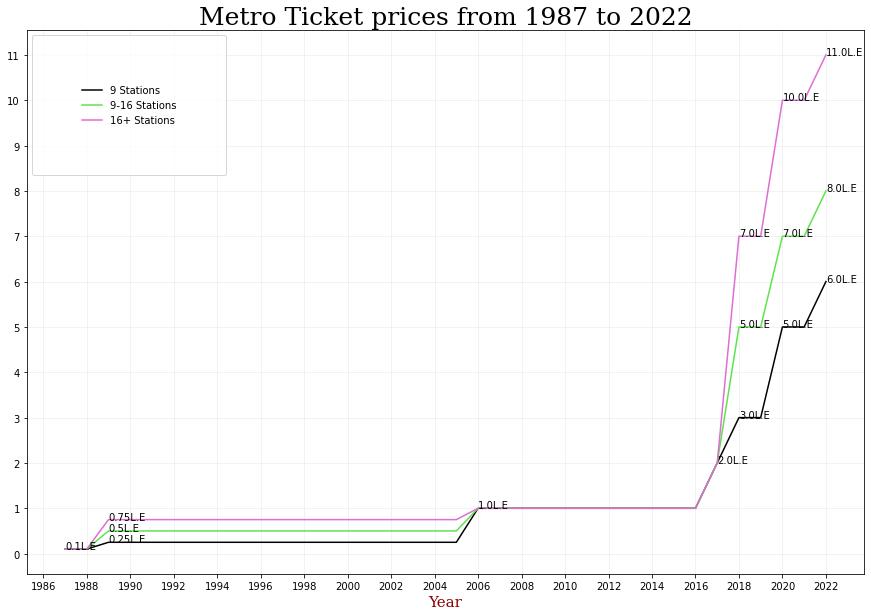 Metro Ticket prices from 1987 to 2022
11
10
9
8
7
6
5
4
3
2
1
0
9 Stations
9-16 Stations
16+ Stations
11.0L.E
10.0L.E
8.0L.E
7.0L.E
7.0L.E
6.0L.E
5.0L.E
5.0L.E
3.0L.E
2.0L.E
1.0L.E
0.75L.E
0.5L.E
0.25L.E
0.1L.E
1986 1988 1990 1992 1994 1996 1998 2000 2002 2004 2006 2008 2010 2012 2014 2016 2018 2020 2022
Year